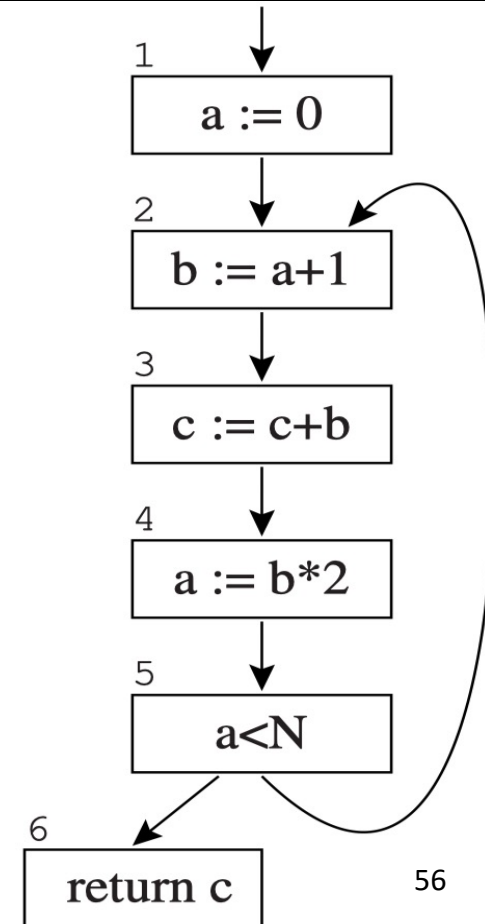 1
a := 0
2
b := a+1
3
c := c+b
4
a := b*2
5
a<N
6
return c
56